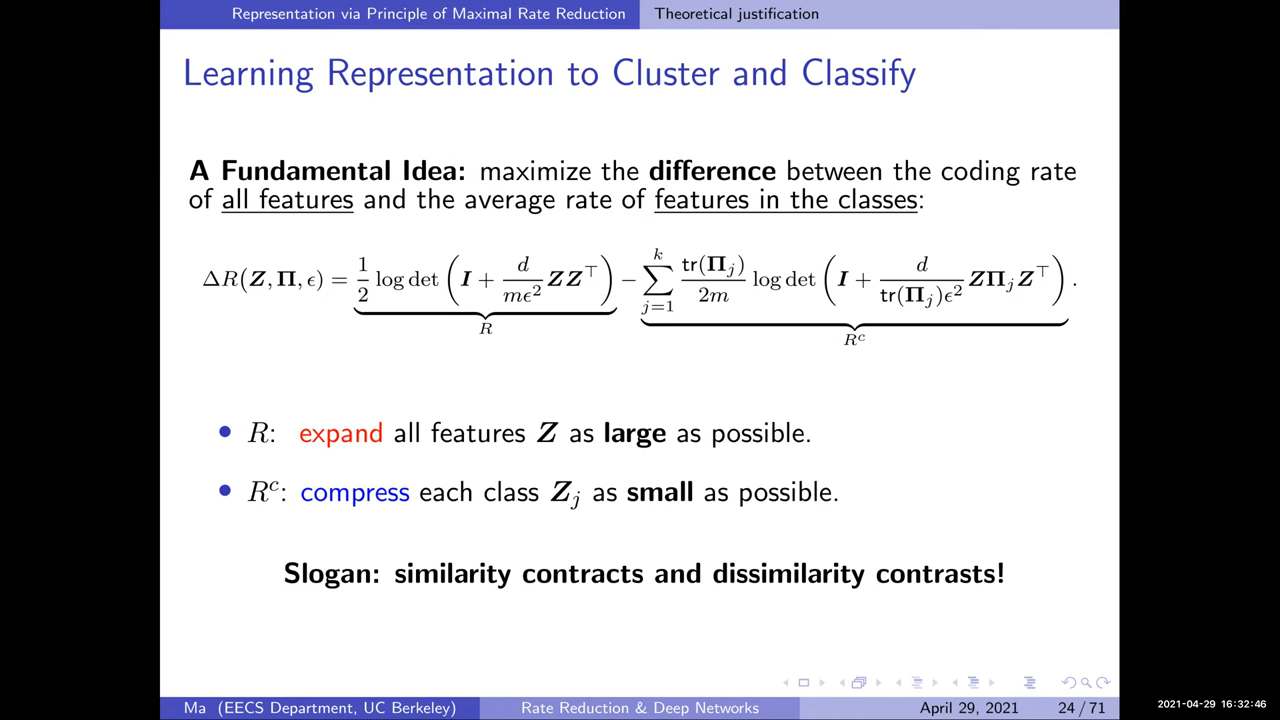 Representation via Principle of Maximal Rate Reduction Theoretical justification
Learning Representation to Cluster and Classify
A Fundamental Idea: maximize the difference between the coding rate
of all features and the average rate of features in the classes:
ΔR(Z, Π, ϵ) = 1/2 log det (I + d/(mϵ²) ZZ⊤) − ∑_{j=1}^{k} tr(Π_j)/(2m) log det (I + d/(tr(Π_j)ϵ²) ZΠ_jZ⊤) .
R R^c
• R: expand all features Z as large as possible.
• R^c: compress each class Z_j as small as possible.
Slogan: similarity contracts and dissimilarity contrasts!
Ma (EECS Department, UC Berkeley) Rate Reduction & Deep Networks April 29, 2021 24 / 71
2021-04-29 16:32:46